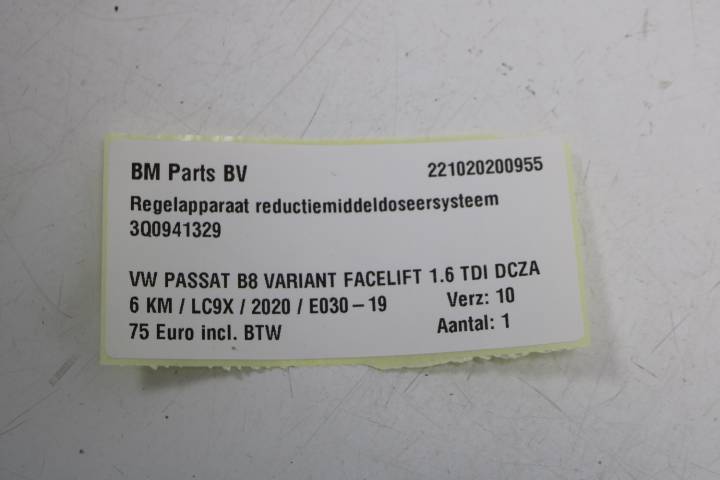 BM Parts BV 221020200955
Regelapparaat reductiemiddeldoseersysteem
3Q0941329
VW PASSAT B8 VARIANT FACELIFT 1.6 TDI DCZA
6 KM / LC9X / 2020 / E030-19 Verz: 10
75 Euro incl. BTW Aantal: 1